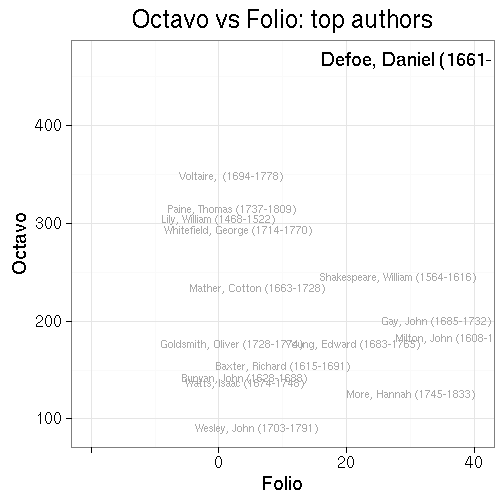 Octavo vs Folio: top authors
Defoe, Daniel (1661-
400
Voltaire, (1694-1778)
Paine, Thomas (1737-1809)
Lily, William (1468-1522)
300
Whitefield, George (1714-1770)
Octavo
Shakespeare, William (1564-1616)
Mather, Cotton (1663-1728)
200
Gay, John (1685-1732)
Milton, John (1608-1
Goldsmith, Oliver (1728-1774)
Young, Edward (1683-1765)
Baxter, Richard (1615-1691)
Bunyan, John (1628-1688)
Watts, Isaac (1674-1748)
More, Hannah (1745-1833)
100
Wesley, John (1703-1791)
0
20
40
Folio